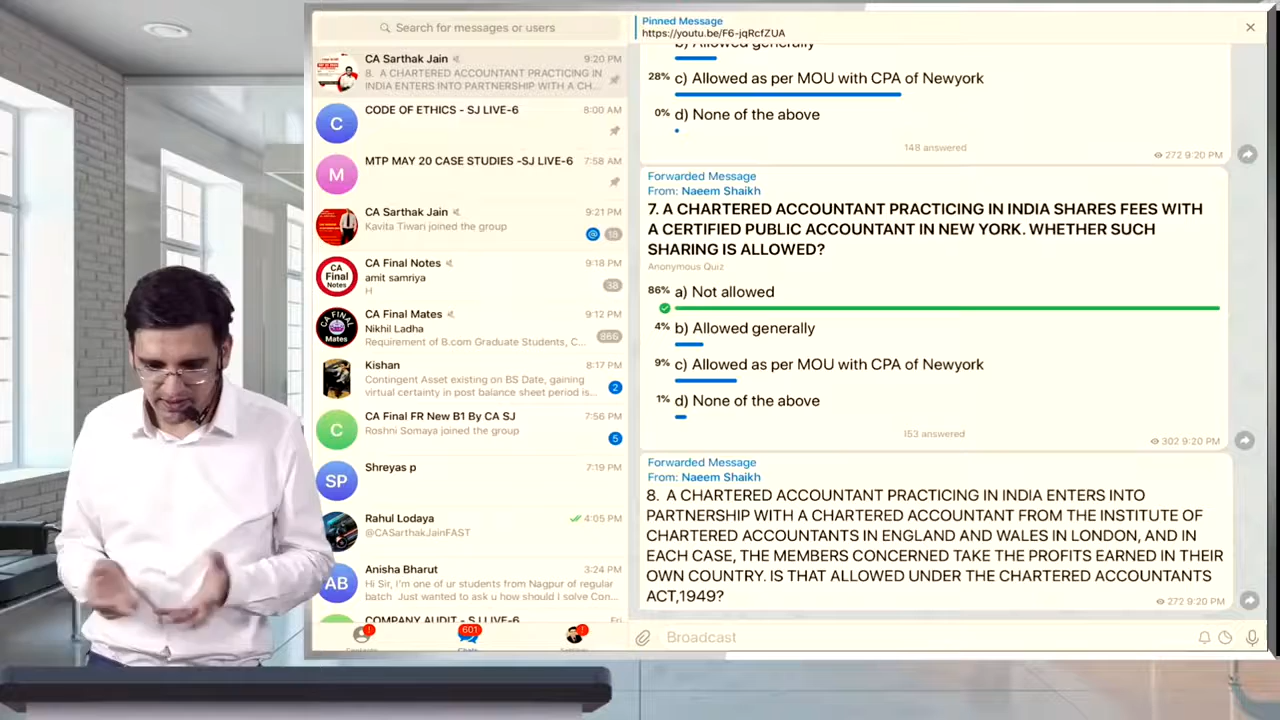 Search for messages or users
CA Sarthak Jain
9:20 PM
8. A CHARTERED ACCOUNTANT PRACTICING IN
INDIA ENTERS INTO PARTNERSHIP WITH A CH...
C
CODE OF ETHICS - SJ LIVE-6
8:00 AM
M
MTP MAY 20 CASE STUDIES -SJ LIVE-6
7:58 AM
CA Sarthak Jain
9:21 PM
Kavita Tiwari joined the group
@
18
CA
Final
Notes
CA Final Notes
9:18 PM
amit samriya
H
38
CA FINAL
Mates
CA Final Mates
9:12 PM
Nikhil Ladha
Requirement of B.com Graduate Students, C...
866
Kishan
8:17 PM
Contingent Asset existing on BS Date, gaining
virtual certainty in post balance sheet period is...
2
C
CA Final FR New B1 By CA SJ
7:56 PM
Roshni Somaya joined the group
5
SP
Shreyas p
7:19 PM
Rahul Lodaya
4:05 PM
@CASarthakJainFAST
AB
Anisha Bharut
3:24 PM
Hi Sir, I'm one of ur students from Nagpur of regular
batch Just wanted to ask u how should I solve Con...
COMPANY AUDIT - SJ LIVE-6
Fri
!
601
!
Pinned Message
https://youtu.be/F6-jqRcfZUA
b) Allowed generally
28% c) Allowed as per MOU with CPA of Newyork
0% d) None of the above
148 answered
272 9:20 PM
Forwarded Message
From: Naeem Shaikh
7. A CHARTERED ACCOUNTANT PRACTICING IN INDIA SHARES FEES WITH
A CERTIFIED PUBLIC ACCOUNTANT IN NEW YORK. WHETHER SUCH
SHARING IS ALLOWED?
Anonymous Quiz
86% a) Not allowed
4% b) Allowed generally
9% c) Allowed as per MOU with CPA of Newyork
1% d) None of the above
153 answered
302 9:20 PM
Forwarded Message
From: Naeem Shaikh
8. A CHARTERED ACCOUNTANT PRACTICING IN INDIA ENTERS INTO
PARTNERSHIP WITH A CHARTERED ACCOUNTANT FROM THE INSTITUTE OF
CHARTERED ACCOUNTANTS IN ENGLAND AND WALES IN LONDON, AND IN
EACH CASE, THE MEMBERS CONCERNED TAKE THE PROFITS EARNED IN THEIR
OWN COUNTRY. IS THAT ALLOWED UNDER THE CHARTERED ACCOUNTANTS
ACT,1949?
272 9:20 PM
Broadcast